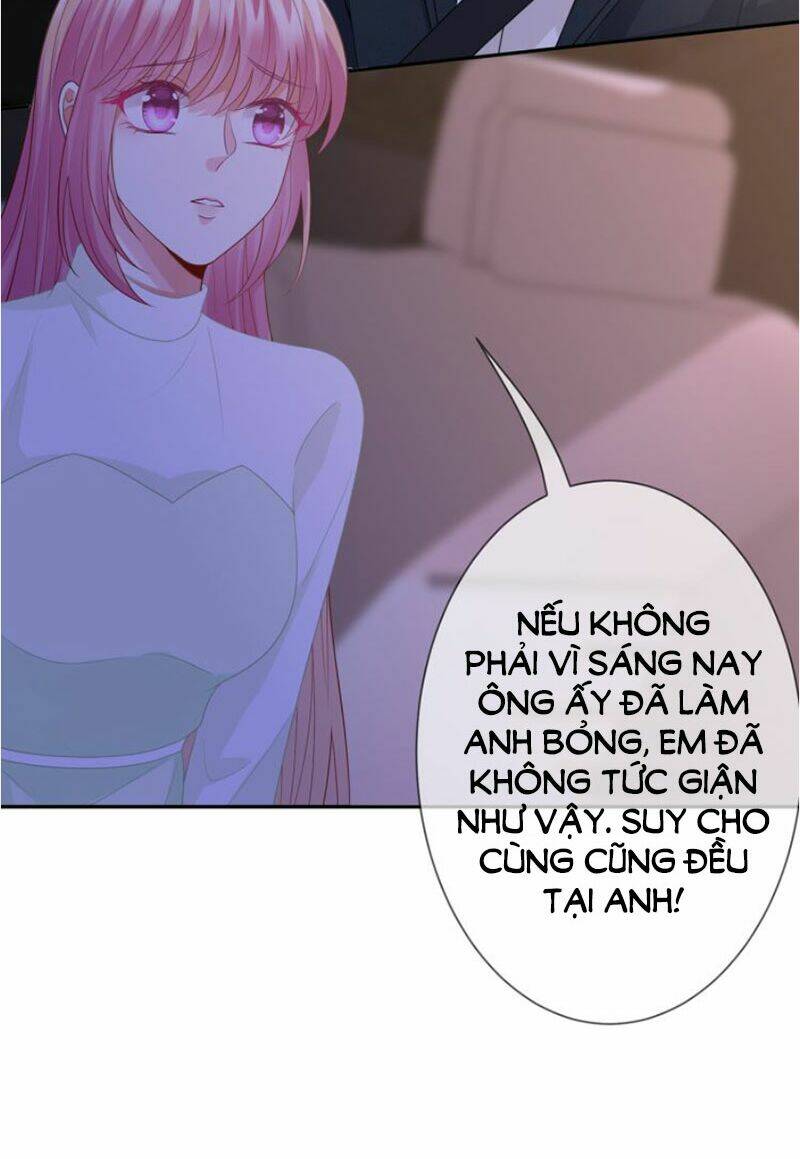 NẾU KHÔNG
PHẢI VÌ SÁNG NAY
ÔNG ẤY ĐÃ LÀM
ANH BỎNG, EM ĐÃ
KHÔNG TỨC GIẬN
NHƯ VẬY. SUY CHO
CÙNG CŨNG ĐỀU
TẠI ANH!